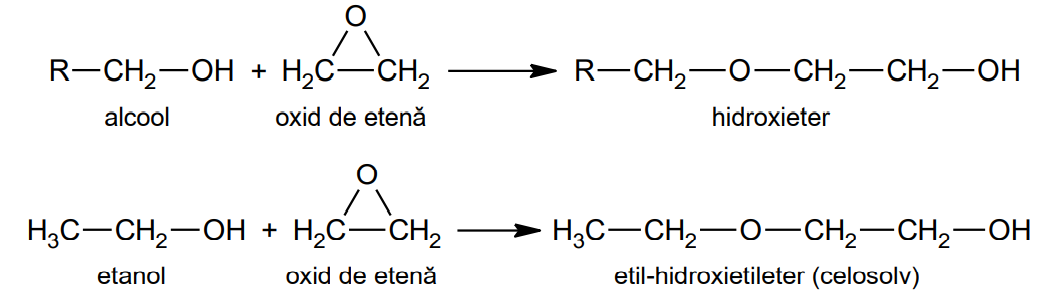 O
R—CH₂—OH + H₂C—CH₂ ⟶ R—CH₂—O—CH₂—CH₂—OH
alcool oxid de etenă hidroxieter
O
H₃C—CH₂—OH + H₂C—CH₂ ⟶ H₃C—CH₂—O—CH₂—CH₂—OH
etanol oxid de etenă etil-hidroxietileter (celosolv)